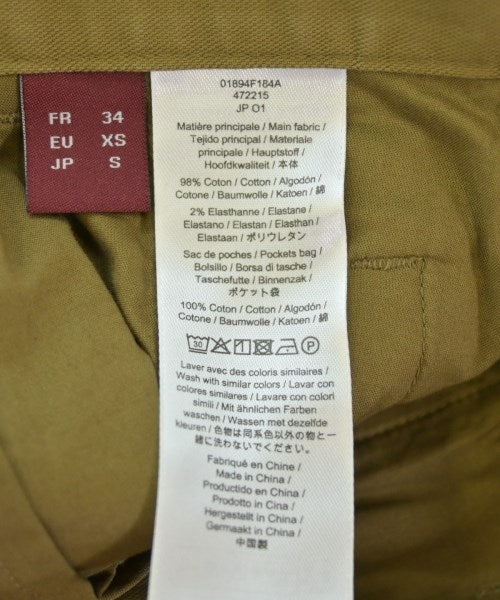 FR 34
EU XS
JP S
01894F184A
472215
JP O1
Matière principale / Main fabric /
Tejido principal / Materiale
principale / Hauptstoff /
Hoofdkwaliteit / 本体
98% Coton / Cotton / Algodón /
Cotone / Baumwolle / Katoen / 綿
2% Elasthanne / Elastane /
Elastano / Elastan / Elasthan /
Elastaan / ポリウレタン
Sac de poches / Pockets bag /
Bolsillo / Borsa di tasche /
Taschefutte / Binnenzak /
ポケット袋
100% Coton / Cotton / Algodón /
Cotone / Baumwolle / Katoen / 綿
30 P
Laver avec des coloris similaires /
Wash with similar colors / Lavar con
colores similares / Lavare con colori
simili / Mit ähnlichen Farben
waschen / Wassen met dezelfde
kleuren / 色物は同系色以外の物と一
緒に洗わないでください。
Fabriqué en Chine /
Made in China /
Producido en China /
Prodotto in Cina /
Hergestellt in China /
Germaakt in China /
中国製